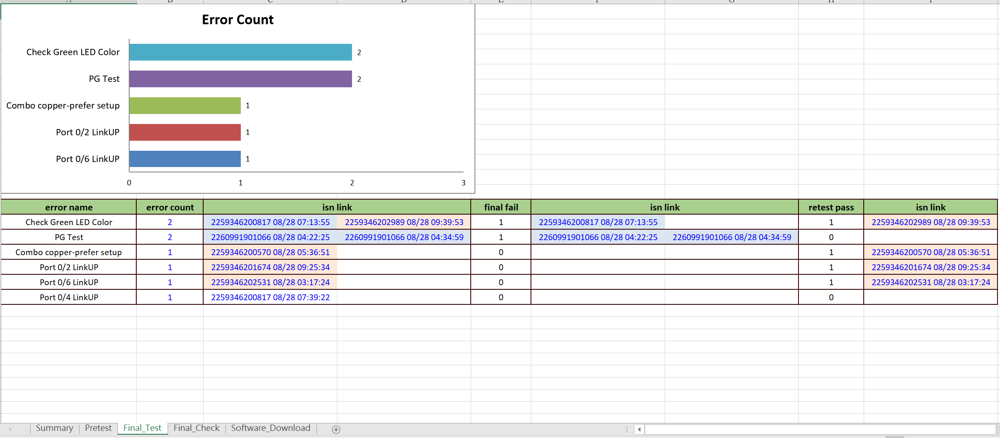 Error Count
Check Green LED Color 2
PG Test 2
Combo copper-prefer setup 1
Port 0/2 LinkUP 1
Port 0/6 LinkUP 1
0 1 2 3
error name error count isn link final fail isn link retest pass isn link
Check Green LED Color 2 2259346200817 08/28 07:13:55 2259346202989 08/28 09:39:53 1 2259346200817 08/28 07:13:55 1 2259346202989 08/28 09:39:53
PG Test 2 2260991901066 08/28 04:22:25 2260991901066 08/28 04:34:59 1 2260991901066 08/28 04:22:25 2260991901066 08/28 04:34:59 0
Combo copper-prefer setup 1 2259346200570 08/28 05:36:51 0 1 2259346200570 08/28 05:36:51
Port 0/2 LinkUP 1 2259346201674 08/28 09:25:34 0 1 2259346201674 08/28 09:25:34
Port 0/6 LinkUP 1 2259346202531 08/28 03:17:24 0 1 2259346202531 08/28 03:17:24
Port 0/4 LinkUP 1 2259346200817 08/28 07:39:22 0 0
Summary Pretest Final_Test Final_Check Software_Download